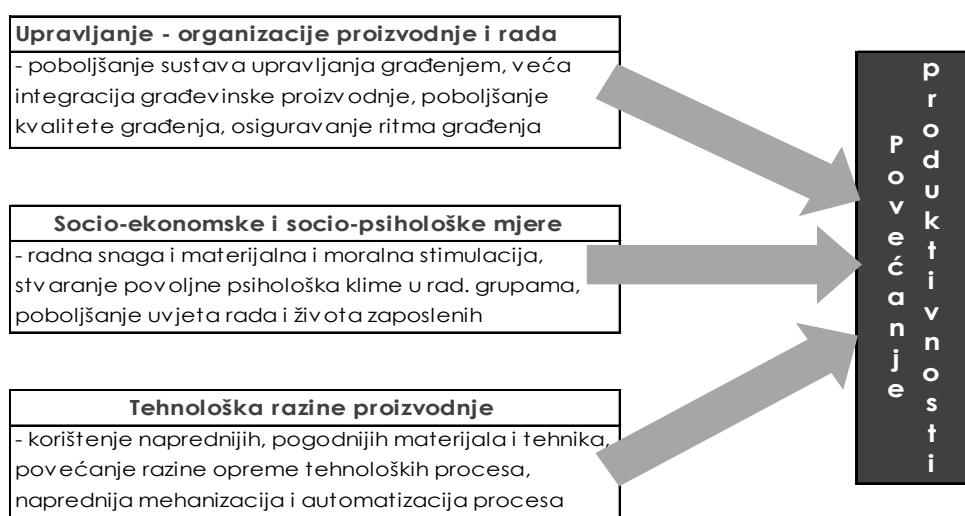 Upravljanje - organizacije proizvodnje i rada
- poboljšanje sustava upravljanja građenjem, veća
integracija građevinske proizvodnje, poboljšanje
kvalitete građenja, osiguravanje ritma građenja
Socio-ekonomske i socio-psihološke mjere
- radna snaga i materijalna i moralna stimulacija,
stvaranje povoljne psihološka klime u rad. grupama,
poboljšanje uvjeta rada i života zaposlenih
Tehnološka razine proizvodnje
- korištenje naprednijih, pogodnijih materijala i tehnika,
povećanje razine opreme tehnoloških procesa,
naprednija mehanizacija i automatizacija procesa
Povećanje
produktivnosti